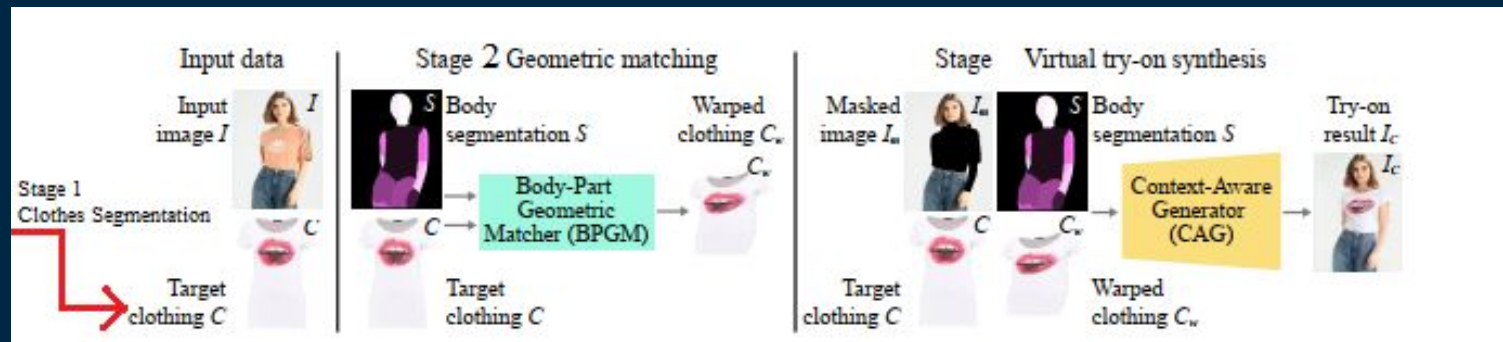 Input data
Input
image I
I
Stage 1
Clothes Segmentation
C
Target
clothing C
Stage 2 Geometric matching
S
Body
segmentation S
Warped
clothing Cw
Cw
Body-Part
Geometric
Matcher (BPGM)
C
Target
clothing C
Stage Virtual try-on synthesis
Masked
image Im
Im
S
Body
segmentation S
Try-on
result IC
IC
Context-Aware
Generator
(CAG)
C
Cw
Target
clothing C
Warped
clothing Cw